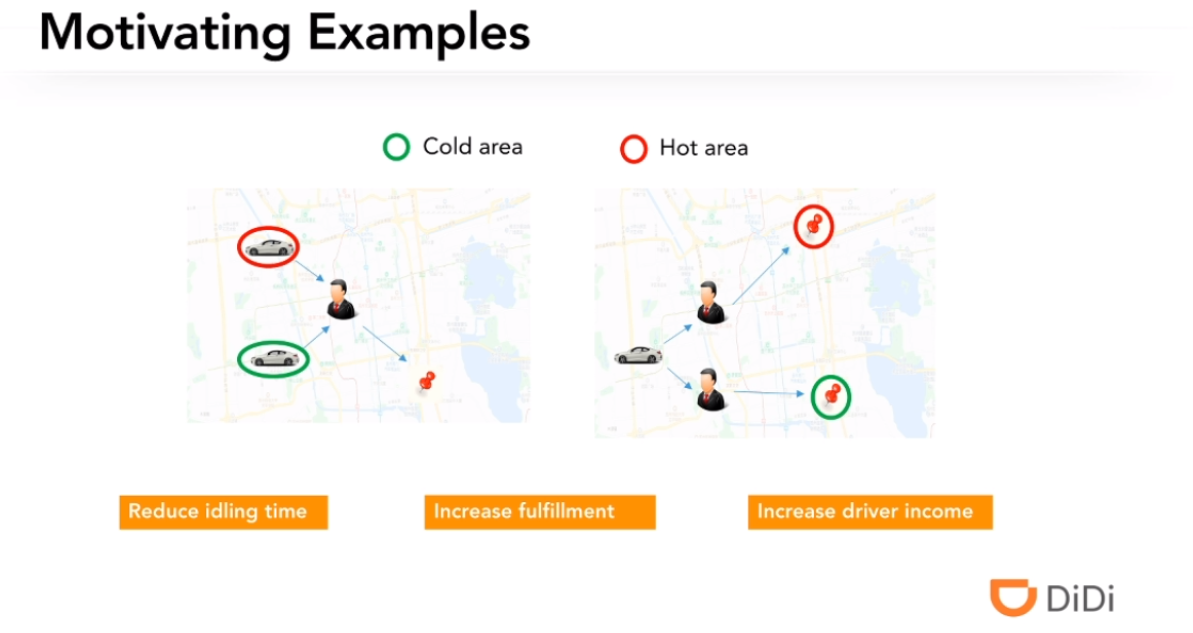 Motivating Examples
Cold area
Hot area
Reduce idling time
Increase fulfillment
Increase driver income
DiDi